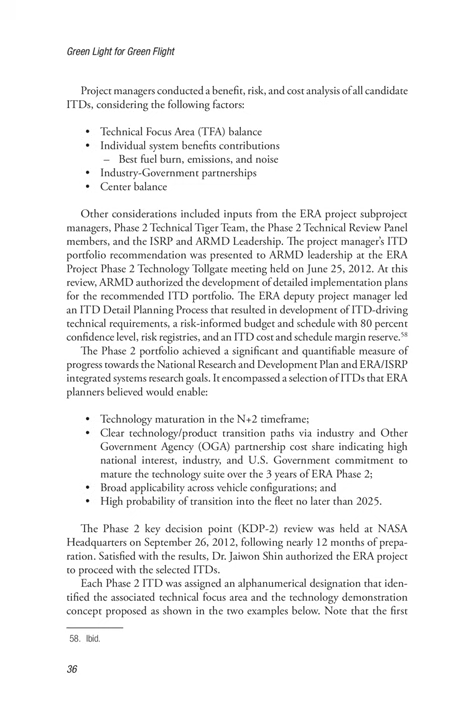 Green Light for Green Flight
Project managers conducted a benefit, risk, and cost analysis of all candidate
ITDs, considering the following factors:
• Technical Focus Area (TFA) balance
• Individual system benefits contributions
– Best fuel burn, emissions, and noise
• Industry-Government partnerships
• Center balance
Other considerations included inputs from the ERA project subproject
managers, Phase 2 Technical Tiger Team, the Phase 2 Technical Review Panel
members, and the ISRP and ARMD Leadership. The project manager's ITD
portfolio recommendation was presented to ARMD leadership at the ERA
Project Phase 2 Technology Tollgate meeting held on June 25, 2012. At this
review, ARMD authorized the development of detailed implementation plans
for the recommended ITD portfolio. The ERA deputy project manager led
an ITD Detail Planning Process that resulted in development of ITD-driving
technical requirements, a risk-informed budget and schedule with 80 percent
confidence level, risk registries, and an ITD cost and schedule margin reserve.58
The Phase 2 portfolio achieved a significant and quantifiable measure of
progress towards the National Research and Development Plan and ERA/ISRP
integrated systems research goals. It encompassed a selection of ITDs that ERA
planners believed would enable:
• Technology maturation in the N+2 timeframe;
• Clear technology/product transition paths via industry and Other
Government Agency (OGA) partnership cost share indicating high
national interest, industry, and U.S. Government commitment to
mature the technology suite over the 3 years of ERA Phase 2;
• Broad applicability across vehicle configurations; and
• High probability of transition into the fleet no later than 2025.
The Phase 2 key decision point (KDP-2) review was held at NASA
Headquarters on September 26, 2012, following nearly 12 months of prepa-
ration. Satisfied with the results, Dr. Jaiwon Shin authorized the ERA project
to proceed with the selected ITDs.
Each Phase 2 ITD was assigned an alphanumerical designation that iden-
tified the associated technical focus area and the technology demonstration
concept proposed as shown in the two examples below. Note that the first
58. Ibid.
36